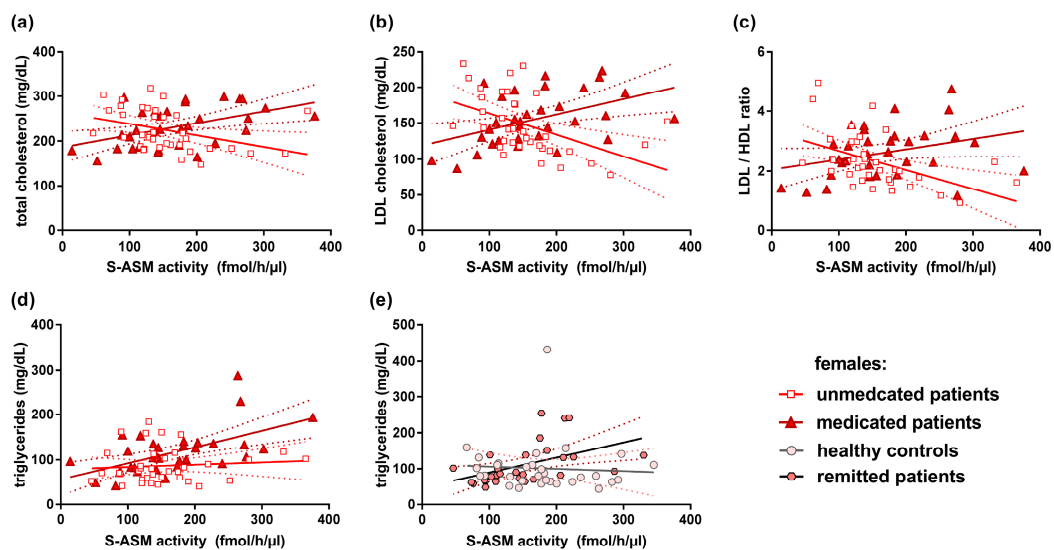 (a)
total cholesterol (mg/dL)
400
300
200
100
0
0 100 200 300 400
S-ASM activity (fmol/h/µl)
(b)
LDL cholesterol (mg/dL)
250
200
150
100
50
0
0 100 200 300 400
S-ASM activity (fmol/h/µl)
(c)
LDL / HDL ratio
6
4
2
0
0 100 200 300 400
S-ASM activity (fmol/h/µl)
(d)
triglycerides (mg/dL)
400
300
200
100
0
0 100 200 300 400
S-ASM activity (fmol/h/µl)
(e)
triglycerides (mg/dL)
500
400
300
200
100
0
0 100 200 300 400
S-ASM activity (fmol/h/µl)
females:
unmedcated patients
medicated patients
healthy controls
remitted patients